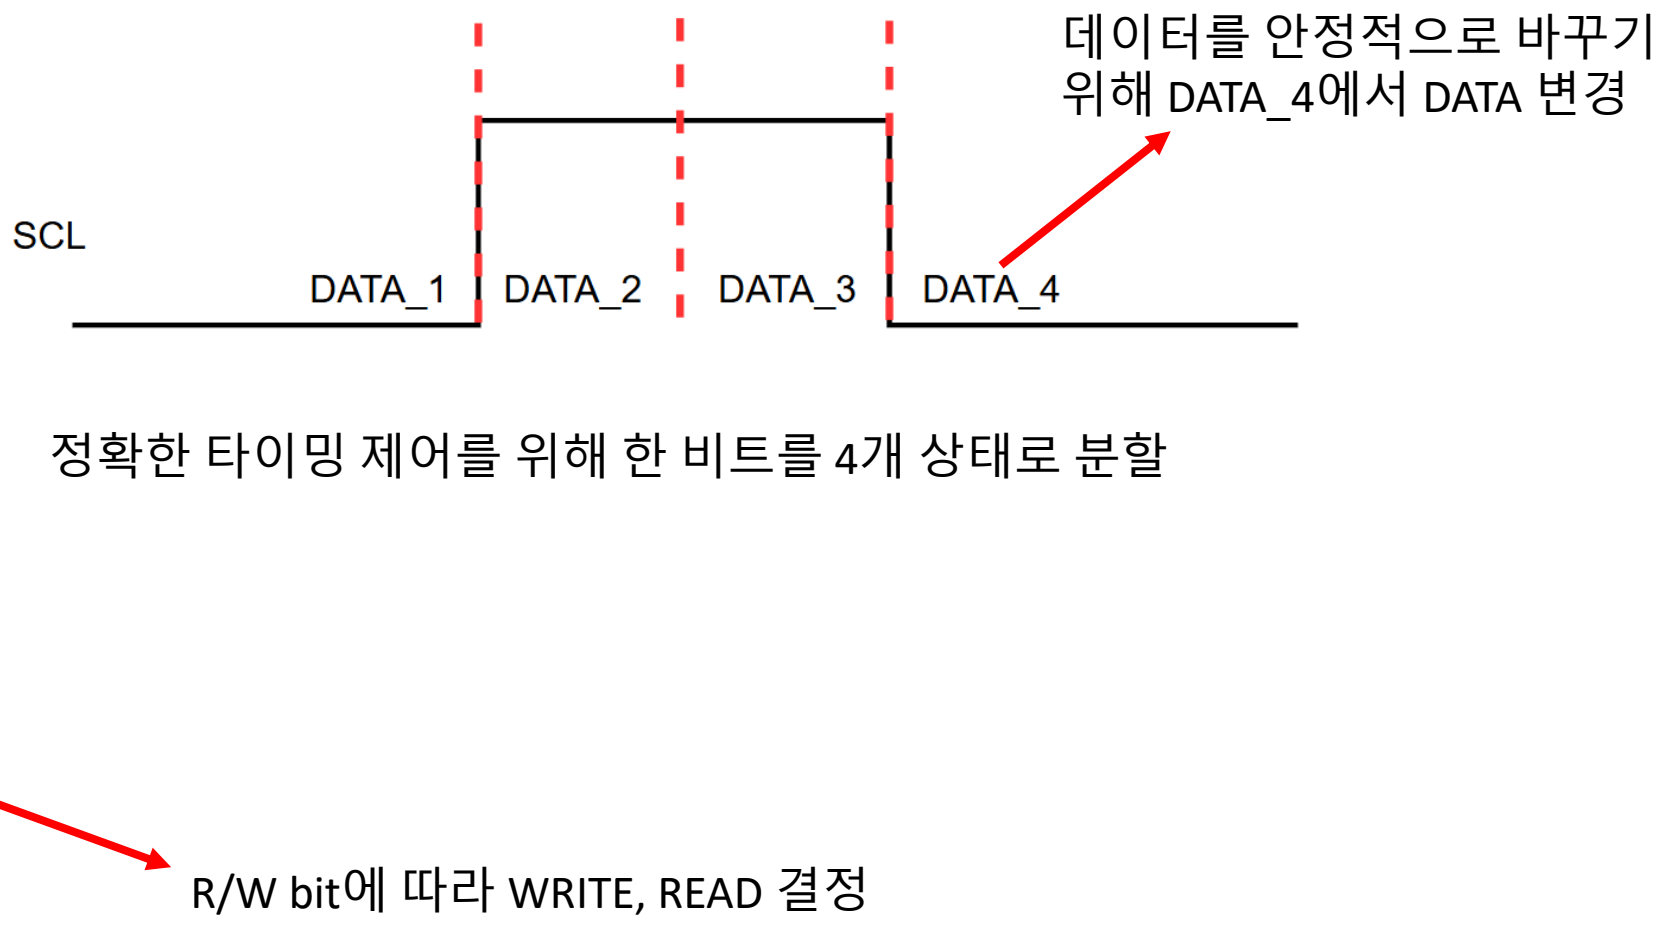 데이터를 안정적으로 바꾸기
위해 DATA_4에서 DATA 변경
SCL
DATA_1 DATA_2 DATA_3 DATA_4
정확한 타이밍 제어를 위해 한 비트를 4개 상태로 분할
R/W bit에 따라 WRITE, READ 결정